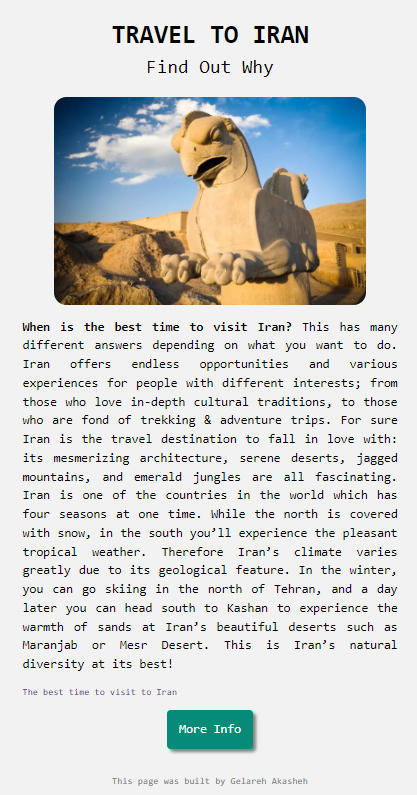 TRAVEL TO IRAN
Find Out Why
When is the best time to visit Iran? This has many
different answers depending on what you want to do.
Iran offers endless opportunities and various
experiences for people with different interests; from
those who love in-depth cultural traditions, to those
who are fond of trekking & adventure trips. For sure
Iran is the travel destination to fall in love with:
its mesmerizing architecture, serene deserts, jagged
mountains, and emerald jungles are all fascinating.
Iran is one of the countries in the world which has
four seasons at one time. While the north is covered
with snow, in the south you’ll experience the pleasant
tropical weather. Therefore Iran’s climate varies
greatly due to its geological feature. In the winter,
you can go skiing in the north of Tehran, and a day
later you can head south to Kashan to experience the
warmth of sands at Iran’s beautiful deserts such as
Maranjab or Mesr Desert. This is Iran’s natural
diversity at its best!
The best time to visit to Iran
More Info
This page was built by Gelareh Akasheh